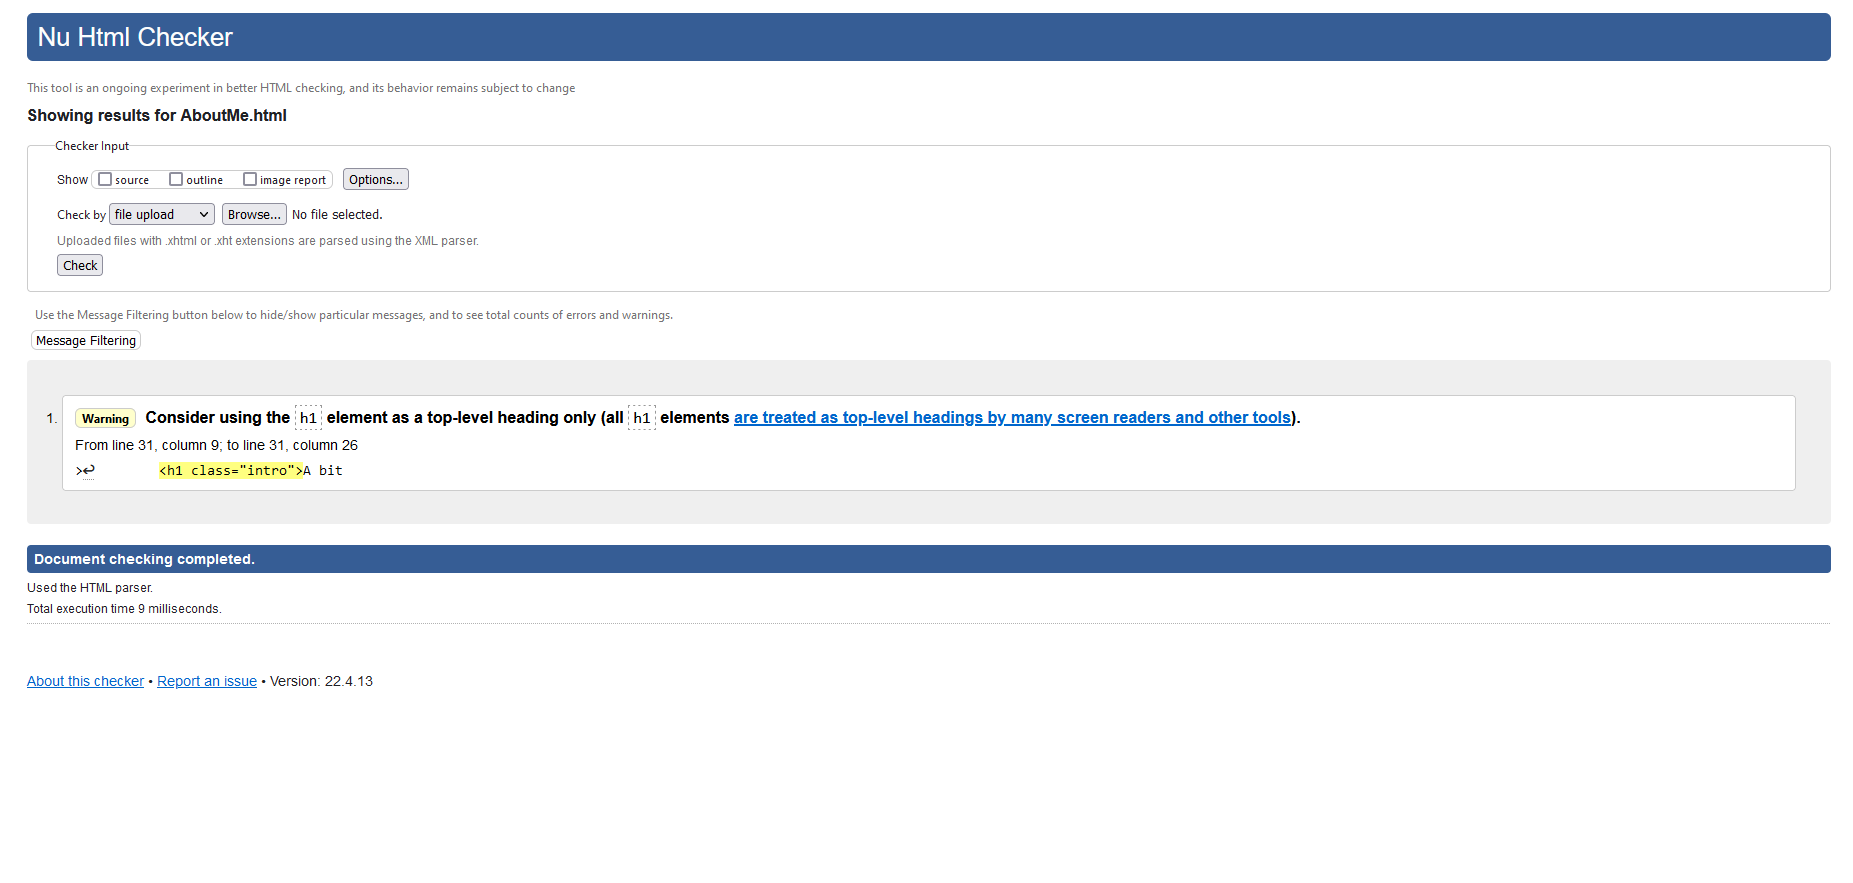 Nu Html Checker
This tool is an ongoing experiment in better HTML checking, and its behavior remains subject to change
Showing results for AboutMe.html
Checker Input
Show source outline image report Options...
Check by file upload Browse... No file selected.
Uploaded files with .xhtml or .xht extensions are parsed using the XML parser.
Check
Use the Message Filtering button below to hide/show particular messages, and to see total counts of errors and warnings.
Message Filtering
1. Warning Consider using the h1 element as a top-level heading only (all h1 elements are treated as top-level headings by many screen readers and other tools).
From line 31, column 9; to line 31, column 26
>↩ <h1 class="intro">A bit
Document checking completed.
Used the HTML parser.
Total execution time 9 milliseconds.
About this checker • Report an issue • Version: 22.4.13